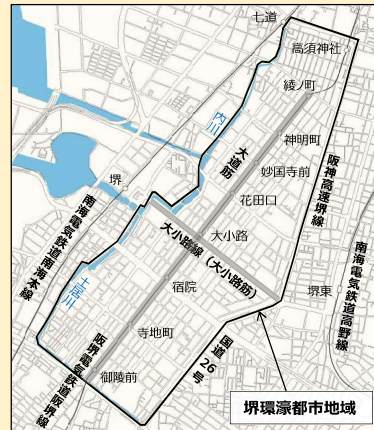 七道
高須神社
綾ノ町
内川
大道筋
神明町
阪神高速堺線
妙国寺前
堺
花田口
南海電気鉄道南海本線
大小路
大小路線（大小路筋）
南海電気鉄道高野線
土居川
宿院
堺東
寺地町
国道26号
阪堺電気鉄道阪堺線
御陵前
堺環濠都市地域